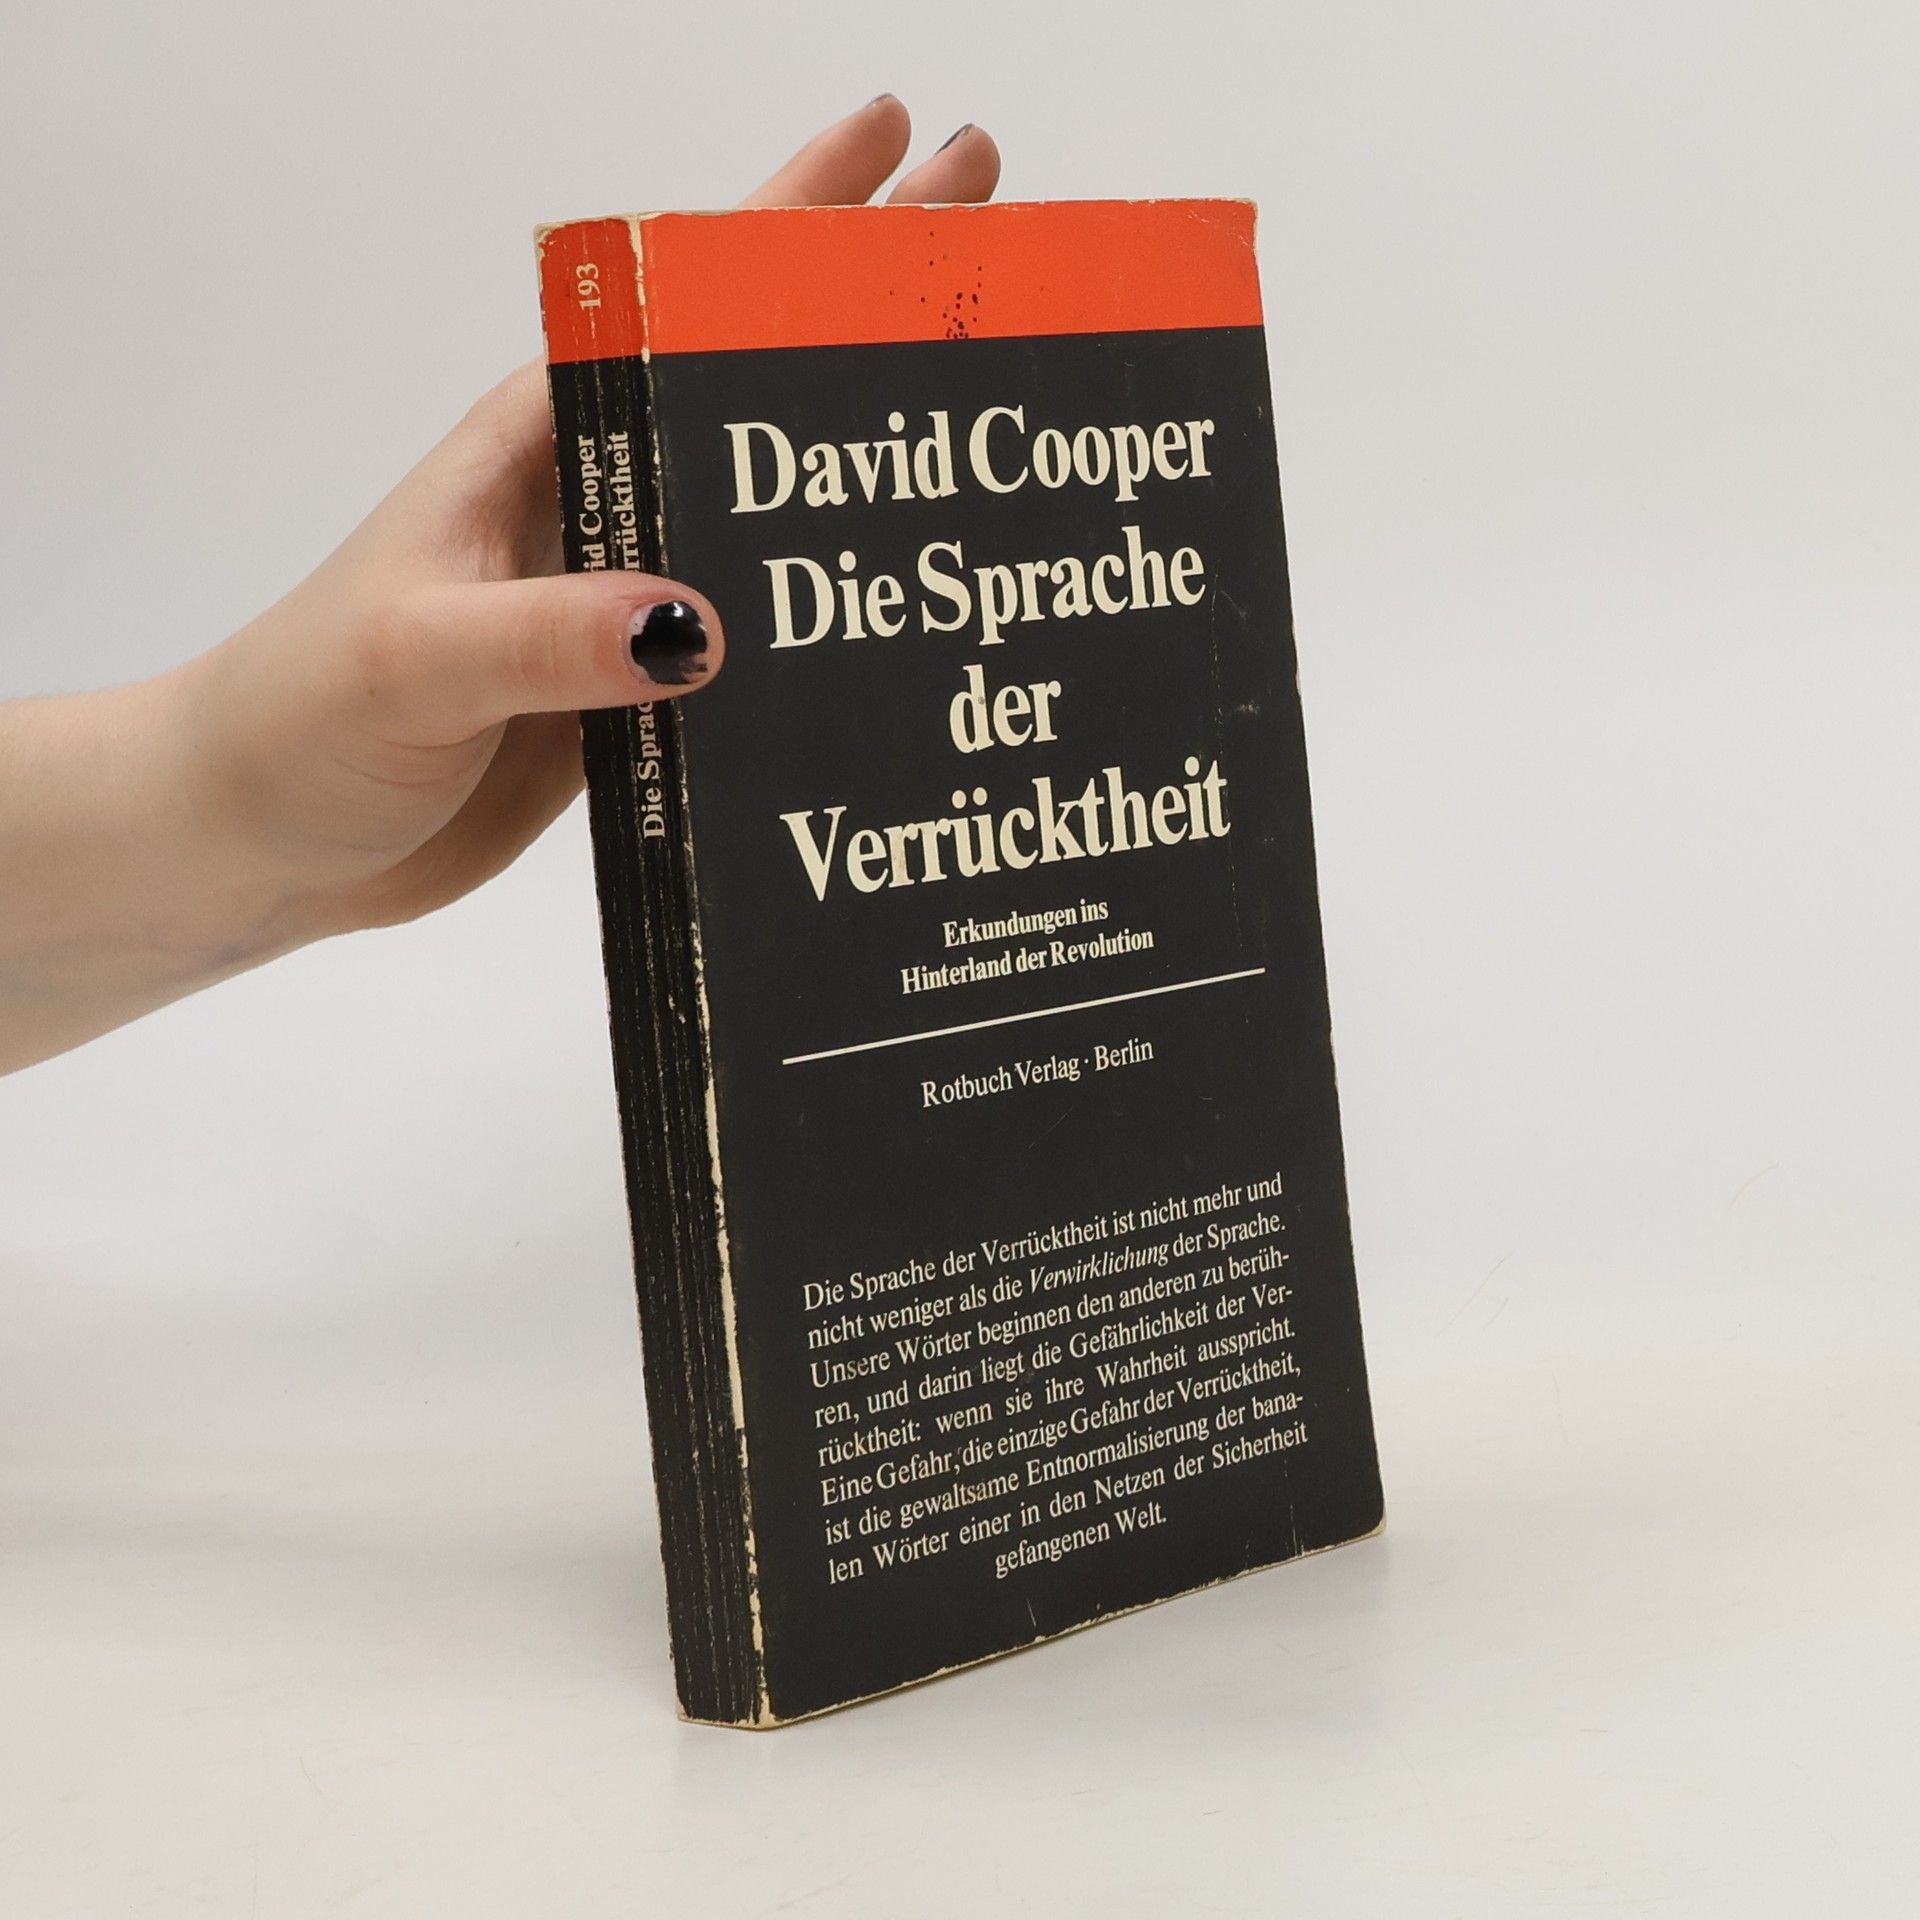 193
David Cooper
Die Sprache
der
Verrücktheit
Erkundungen ins
Hinterland der Revolution
Rotbuch Verlag · Berlin
Die Sprache der Verrücktheit ist nicht mehr und
nicht weniger als die Verwirklichung der Sprache.
Unsere Wörter beginnen den anderen zu berüh-
ren, und darin liegt die Gefährlichkeit der Ver-
rücktheit: wenn sie ihre Wahrheit ausspricht.
Eine Gefahr, die einzige Gefahr der Verrücktheit,
ist die gewaltsame Entnormalisierung der bana-
len Wörter einer in den Netzen der Sicherheit
gefangenen Welt.
Cooper
Die